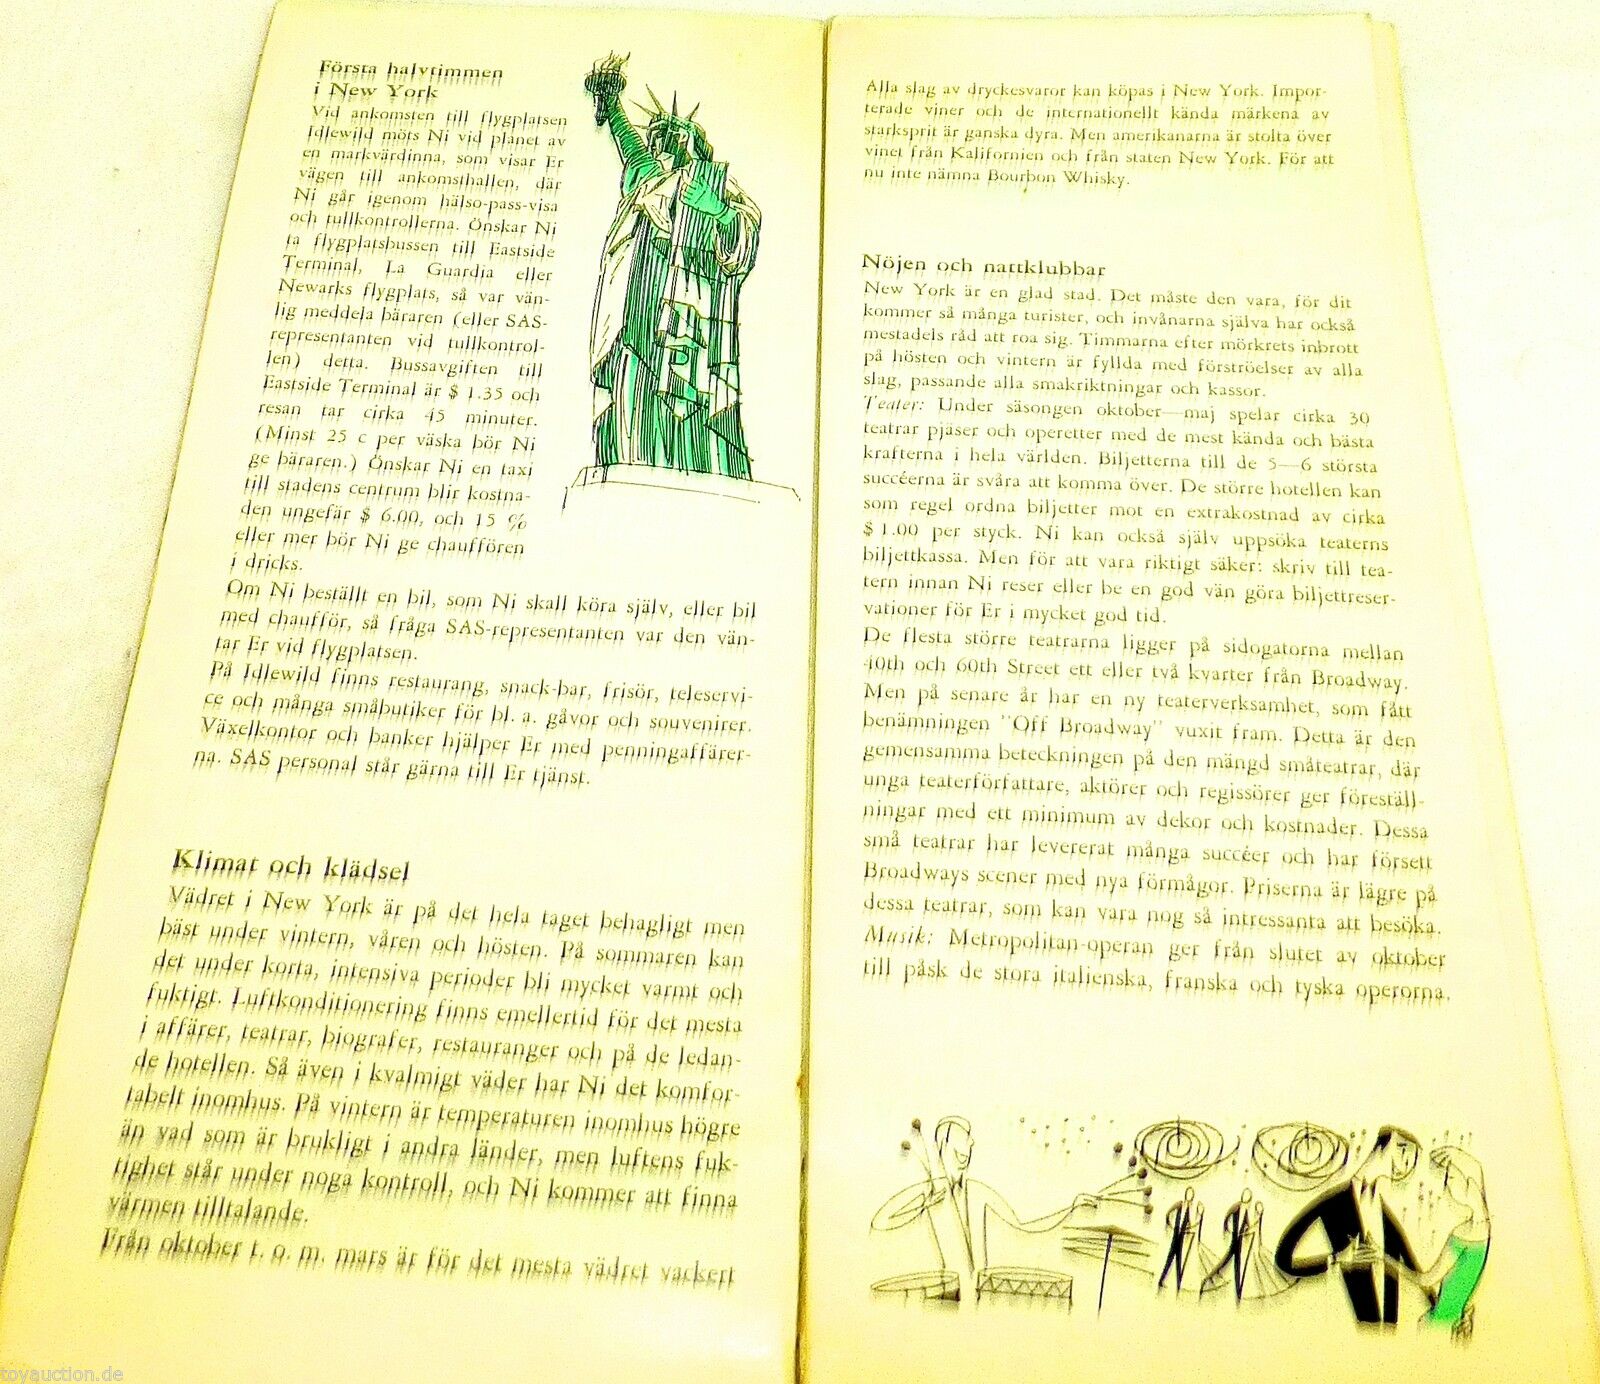 Första halvtimmen
i New York
Vid ankomsten till flygplatsen
Idlewild möts Ni vid planet av
en markvärdinna, som visar Er
vägen till ankomsthallen, där
Ni går igenom hälso-pass-visa
och tullkontrollerna. Önskar Ni
ta flygplatsbussen till Eastside
Terminal, La Guardia eller
Newarks flygplats, så var vän-
lig meddela bäraren (eller SAS-
representanten vid tullkontrol-
len) detta. Bussavgiften till
Eastside Terminal är $ 1.35 och
resan tar cirka 45 minuter.
(Minst 25 c per väska bör Ni
ge bäraren.) Önskar Ni en taxi
till stadens centrum blir kostna-
den ungefär $ 6.00, och 15 %
eller mer bör Ni ge chauffören
i dricks.
Om Ni beställt en bil, som Ni skall köra själv, eller bil
med chaufför, så fråga SAS-representanten var den vän-
tar Er vid flygplatsen.
På Idlewild finns restaurang, snack-bar, frisör, teleservi-
ce och många småbutiker för bl. a. gåvor och souvenirer.
Växelkontor och banker hjälper Er med penningaffärer-
na. SAS personal står gärna till Er tjänst.
Klimat och klädsel
Vädret i New York är på det hela taget behagligt men
bäst under vintern, våren och hösten. På sommaren kan
det under korta, intensiva perioder bli mycket varmt och
fuktigt. Luftkonditionering finns emellertid för det mesta
i affärer, teatrar, biografer, restauranger och på de ledan-
de hotellen. Så även i kvalmigt väder har Ni det komfor-
tabelt inomhus. På vintern är temperaturen inomhus högre
än vad som är brukligt i andra länder, men luftens fuk-
tighet står under noga kontroll, och Ni kommer att finna
värmen tilltalande.
Från oktober t. o. m. mars är för det mesta vädret vackert
Alla slag av dryckesvaror kan köpas i New York. Impor-
terade viner och de internationellt kända märkena av
starksprit är ganska dyra. Men amerikanarna är stolta över
vinet från Kalifornien och från staten New York. För att
nu inte nämna Bourbon Whisky.
Nöjen och nattklubbar
New York är en glad stad. Det måste den vara, för dit
kommer så många turister, och invånarna själva har också
mestadels råd att roa sig. Timmarna efter mörkrets inbrott
på hösten och vintern är fyllda med förströelser av alla
slag, passande alla smakriktningar och kassor.
Teater: Under säsongen oktober—maj spelar cirka 30
teatrar pjäser och operetter med de mest kända och bästa
krafterna i hela världen. Biljetterna till de 5—6 största
succéerna är svåra att komma över. De större hotellen kan
som regel ordna biljetter mot en extrakostnad av cirka
$ 1.00 per styck. Ni kan också själv uppsöka teaterns
biljettkassa. Men för att vara riktigt säker: skriv till tea-
tern innan Ni reser eller be en god vän göra biljettreser-
vationer för Er i mycket god tid.
De flesta större teatrarna ligger på sidogatorna mellan
40th och 60th Street ett eller två kvarter från Broadway.
Men på senare år har en ny teaterverksamhet, som fått
benämningen "Off Broadway" vuxit fram. Detta är den
gemensamma beteckningen på den mängd småteatrar, där
unga teaterförfattare, aktörer och regissörer ger föreställ-
ningar med ett minimum av dekor och kostnader. Dessa
små teatrar har levererat många succéer och har försett
Broadways scener med nya förmågor. Priserna är lägre på
dessa teatrar, som kan vara nog så intressanta att besöka.
Musik: Metropolitan-operan ger från slutet av oktober
till påsk de stora italienska, franska och tyska operorna.
toyauction.de